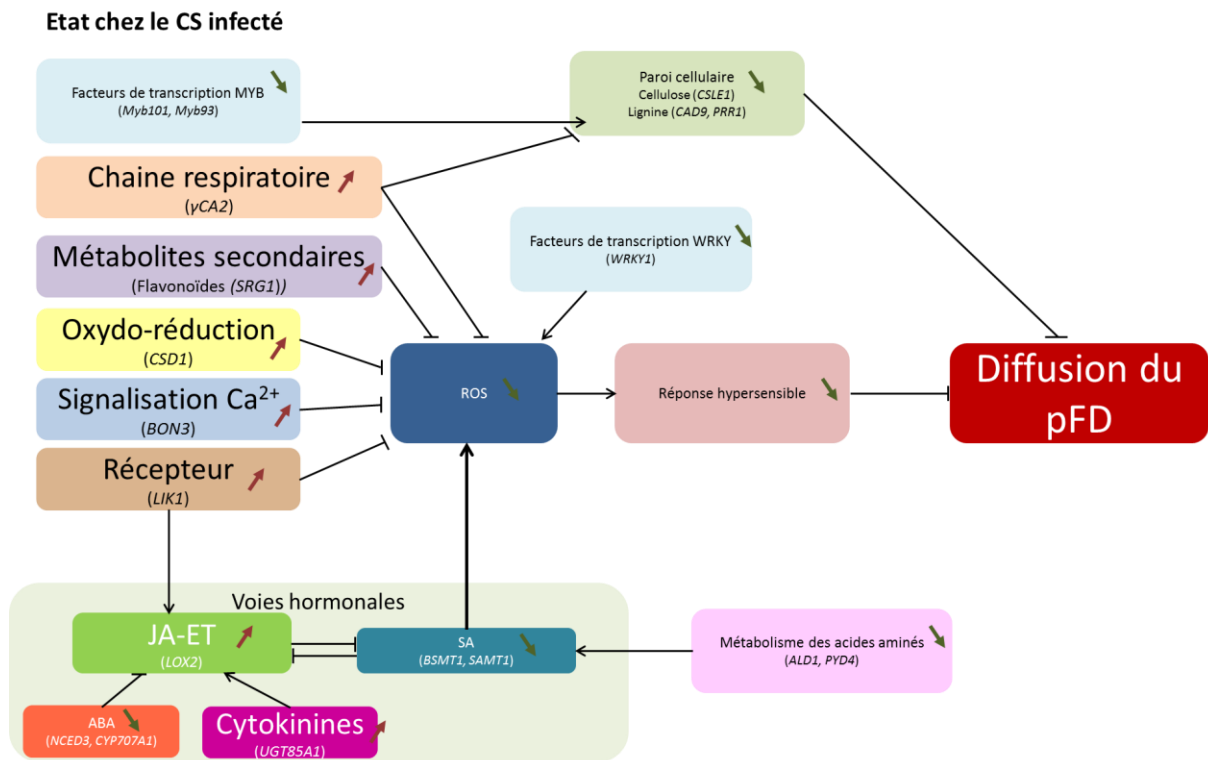 Etat chez le CS infecté
Facteurs de transcription MYB
(Myb101, Myb93)
Paroi cellulaire
Cellulose (CSLE1)
Lignine (CAD9, PRR1)
Chaine respiratoire
(γCA2)
Métabolites secondaires
(Flavonoïdes (SRG1))
Facteurs de transcription WRKY
(WRKY1)
Oxydo-réduction
(CSD1)
Signalisation Ca²⁺
(BON3)
Récepteur
(LIK1)
ROS
Réponse hypersensible
Diffusion du
pFD
Voies hormonales
JA-ET
(LOX2)
SA
(BSMT1, SAMT1)
Métabolisme des acides aminés
(ALD1, PYD4)
ABA
(NCED3, CYP707A1)
Cytokinines
(UGT85A1)